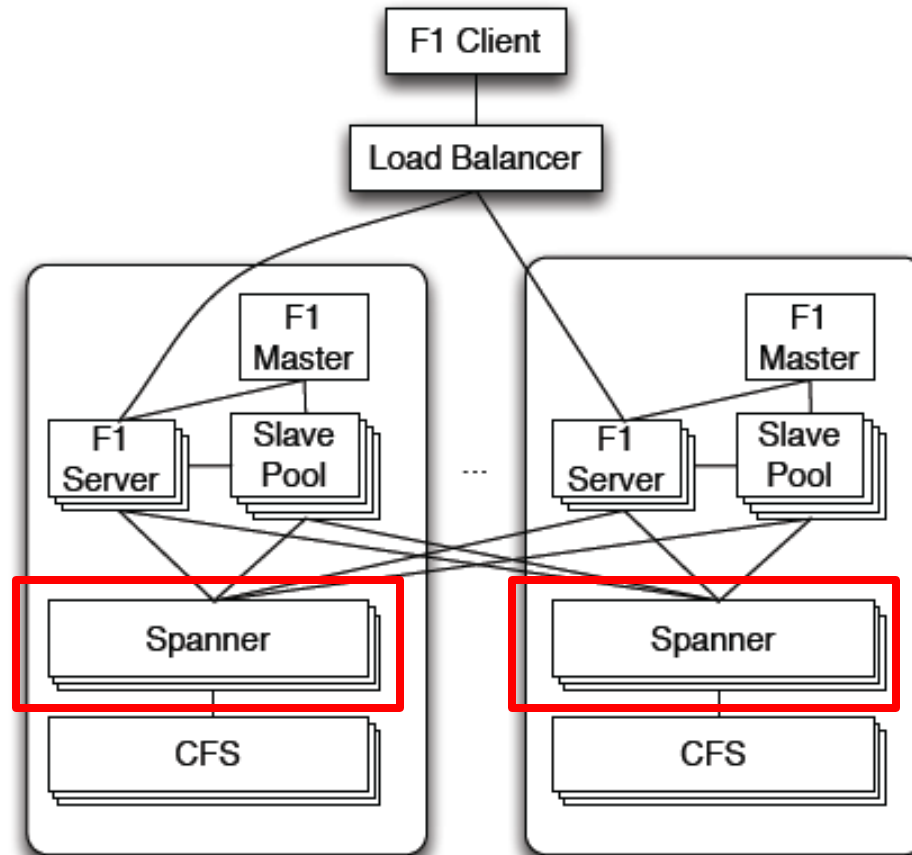 F1 Client
Load Balancer
F1
Master
F1
Server
Slave
Pool
Spanner
CFS
...
F1
Master
F1
Server
Slave
Pool
Spanner
CFS